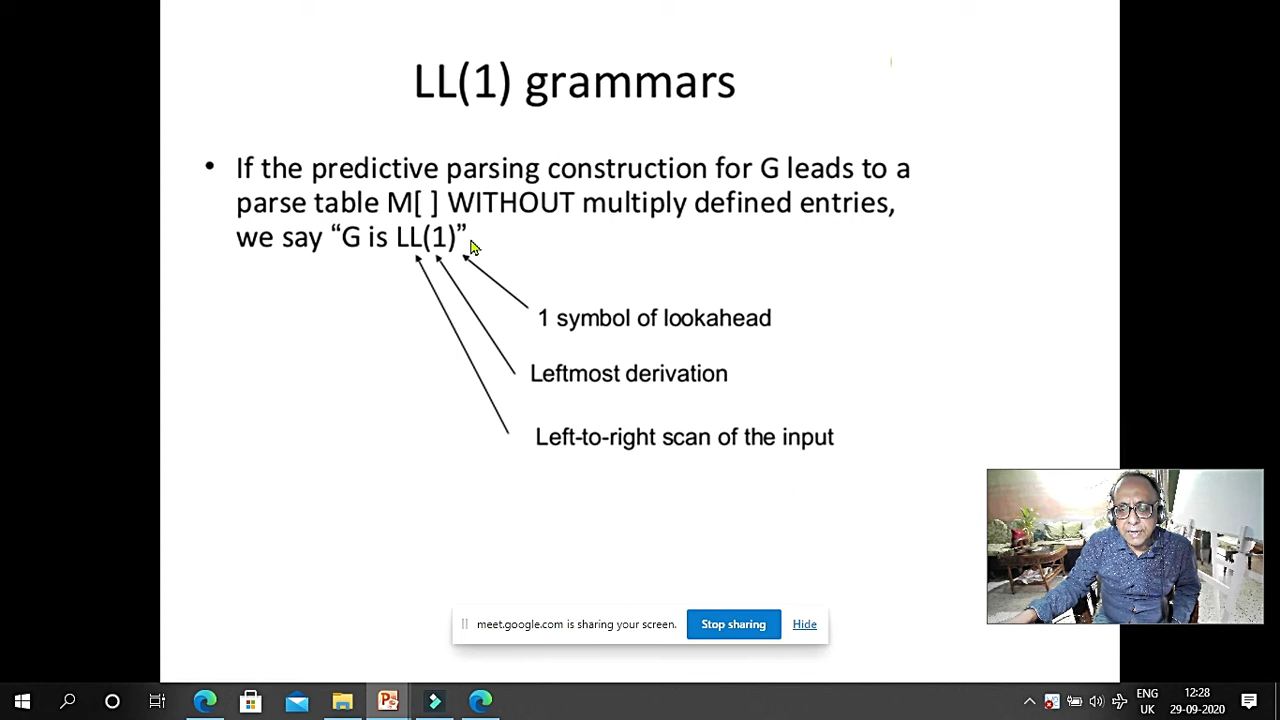 LL(1) grammars
• If the predictive parsing construction for G leads to a
parse table M[ ] WITHOUT multiply defined entries,
we say “G is LL(1)”
1 symbol of lookahead
Leftmost derivation
Left-to-right scan of the input
meet.google.com is sharing your screen. Stop sharing Hide
ENG 12:28
UK 29-09-2020